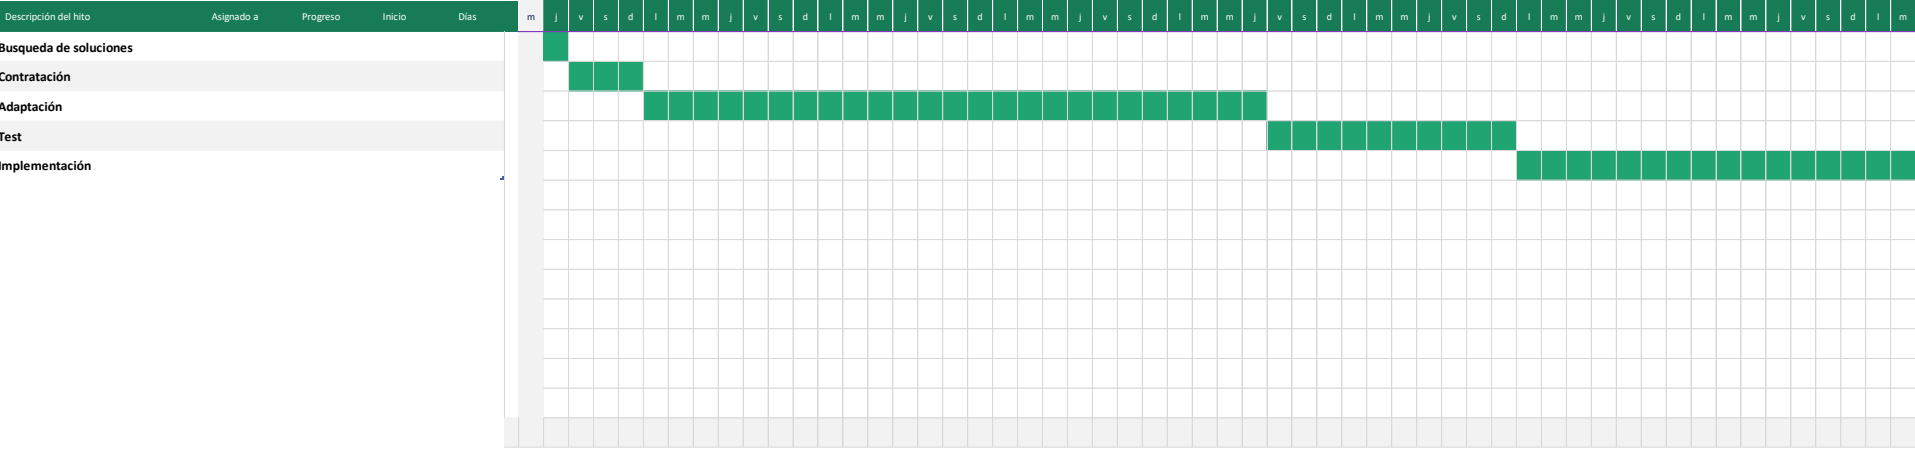 Descripción del hito Asignado a Progreso Inicio Días m j v s d l m m j v s d l m m j v s d l m m j v s d l m m j v s d l m m j v s d l m m j v s d l m m j v s d l m
Busqueda de soluciones
Contratación
Adaptación
Test
Implementación